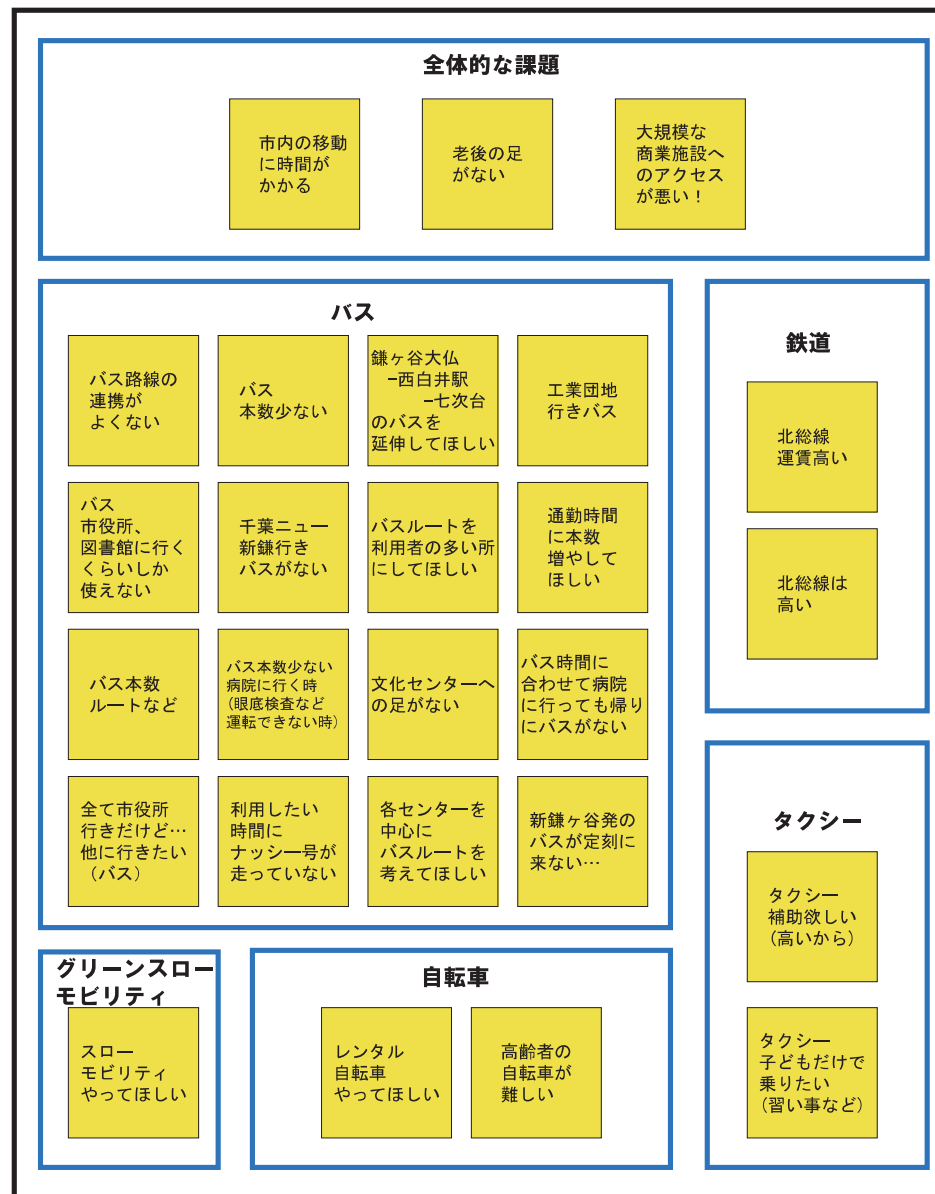 全体的な課題
市内の移動
に時間が
かかる
老後の足
がない
大規模な
商業施設へ
のアクセス
が悪い！
バス
バス路線の
連携が
よくない
バス
本数少ない
鎌ヶ谷大仏
−西白井駅
−七次台
のバスを
延伸してほしい
工業団地
行きバス
バス
市役所、
図書館に行く
くらいしか
使えない
千葉ニュー
新鎌行き
バスがない
バスルートを
利用者の多い所
にしてほしい
通勤時間
に本数
増やして
ほしい
バス本数
ルートなど
バス本数少ない
病院に行く時
（眼底検査など
運転できない時）
文化センターへ
の足がない
バス時間に
合わせて病院
に行っても帰り
にバスがない
全て市役所
行きだけど…
他に行きたい
（バス）
利用したい
時間に
ナッシー号が
走っていない
各センターを
中心に
バスルートを
考えてほしい
新鎌ヶ谷発の
バスが定刻に
来ない…
鉄道
北総線
運賃高い
北総線は
高い
タクシー
タクシー
補助欲しい
（高いから）
タクシー
子どもだけで
乗りたい
（習い事など）
グリーンスロー
モビリティ
スロー
モビリティ
やってほしい
自転車
レンタル
自転車
やってほしい
高齢者の
自転車が
難しい